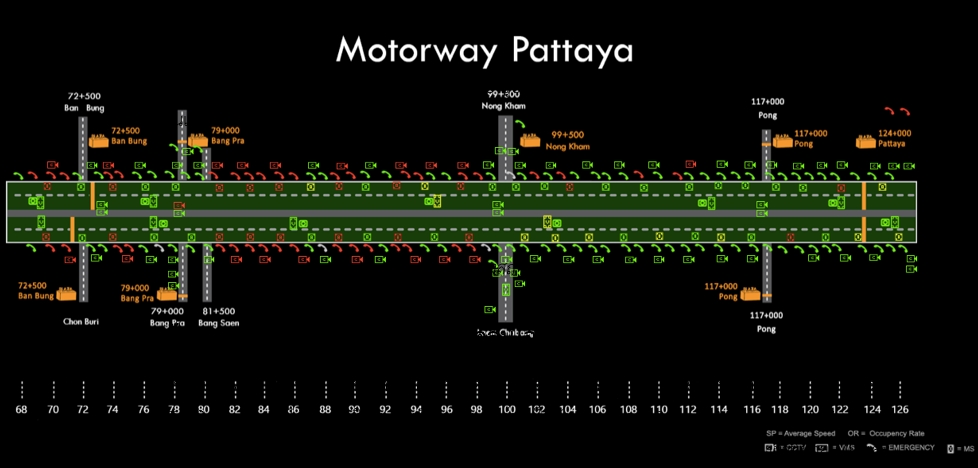 Motorway Pattaya
72+500
Ban Bung
99+500
Nong Kham
117+000
Pong
72+500
Ban Bung
79+000
Bang Pra
99+500
Nong Kham
117+000
Pong
124+000
Pattaya
72+500
Ban Bung
79+000
Bang Pra
117+000
Pong
Chon Buri
79+000
Bang Pra
81+500
Bang Saen
117+000
Pong
68 70 72 74 76 78 80 82 84 86 88 90 92 94 96 98 100 102 104 106 108 110 112 114 116 118 120 122 124 126
SP = Average Speed OR = Occupency Rate
= CCTV = VMS = EMERGENCY = MS